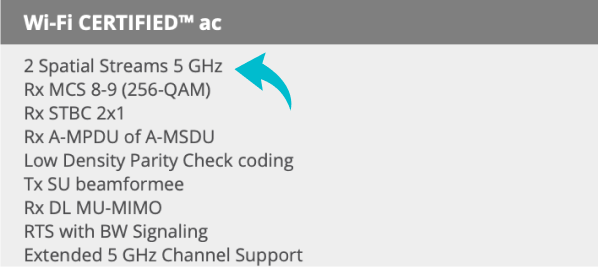 Wi-Fi CERTIFIED™ ac
2 Spatial Streams 5 GHz
Rx MCS 8-9 (256-QAM)
Rx STBC 2x1
Rx A-MPDU of A-MSDU
Low Density Parity Check coding
Tx SU beamformee
Rx DL MU-MIMO
RTS with BW Signaling
Extended 5 GHz Channel Support